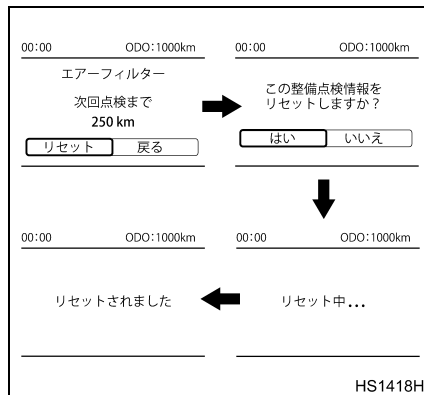 00:00 ODO:1000km
エアーフィルター
次回点検まで
250 km
リセット 戻る
00:00 ODO:1000km
この整備点検情報を
リセットしますか？
はい いいえ
00:00 ODO:1000km
リセット中...
00:00 ODO:1000km
リセットされました
HS1418H